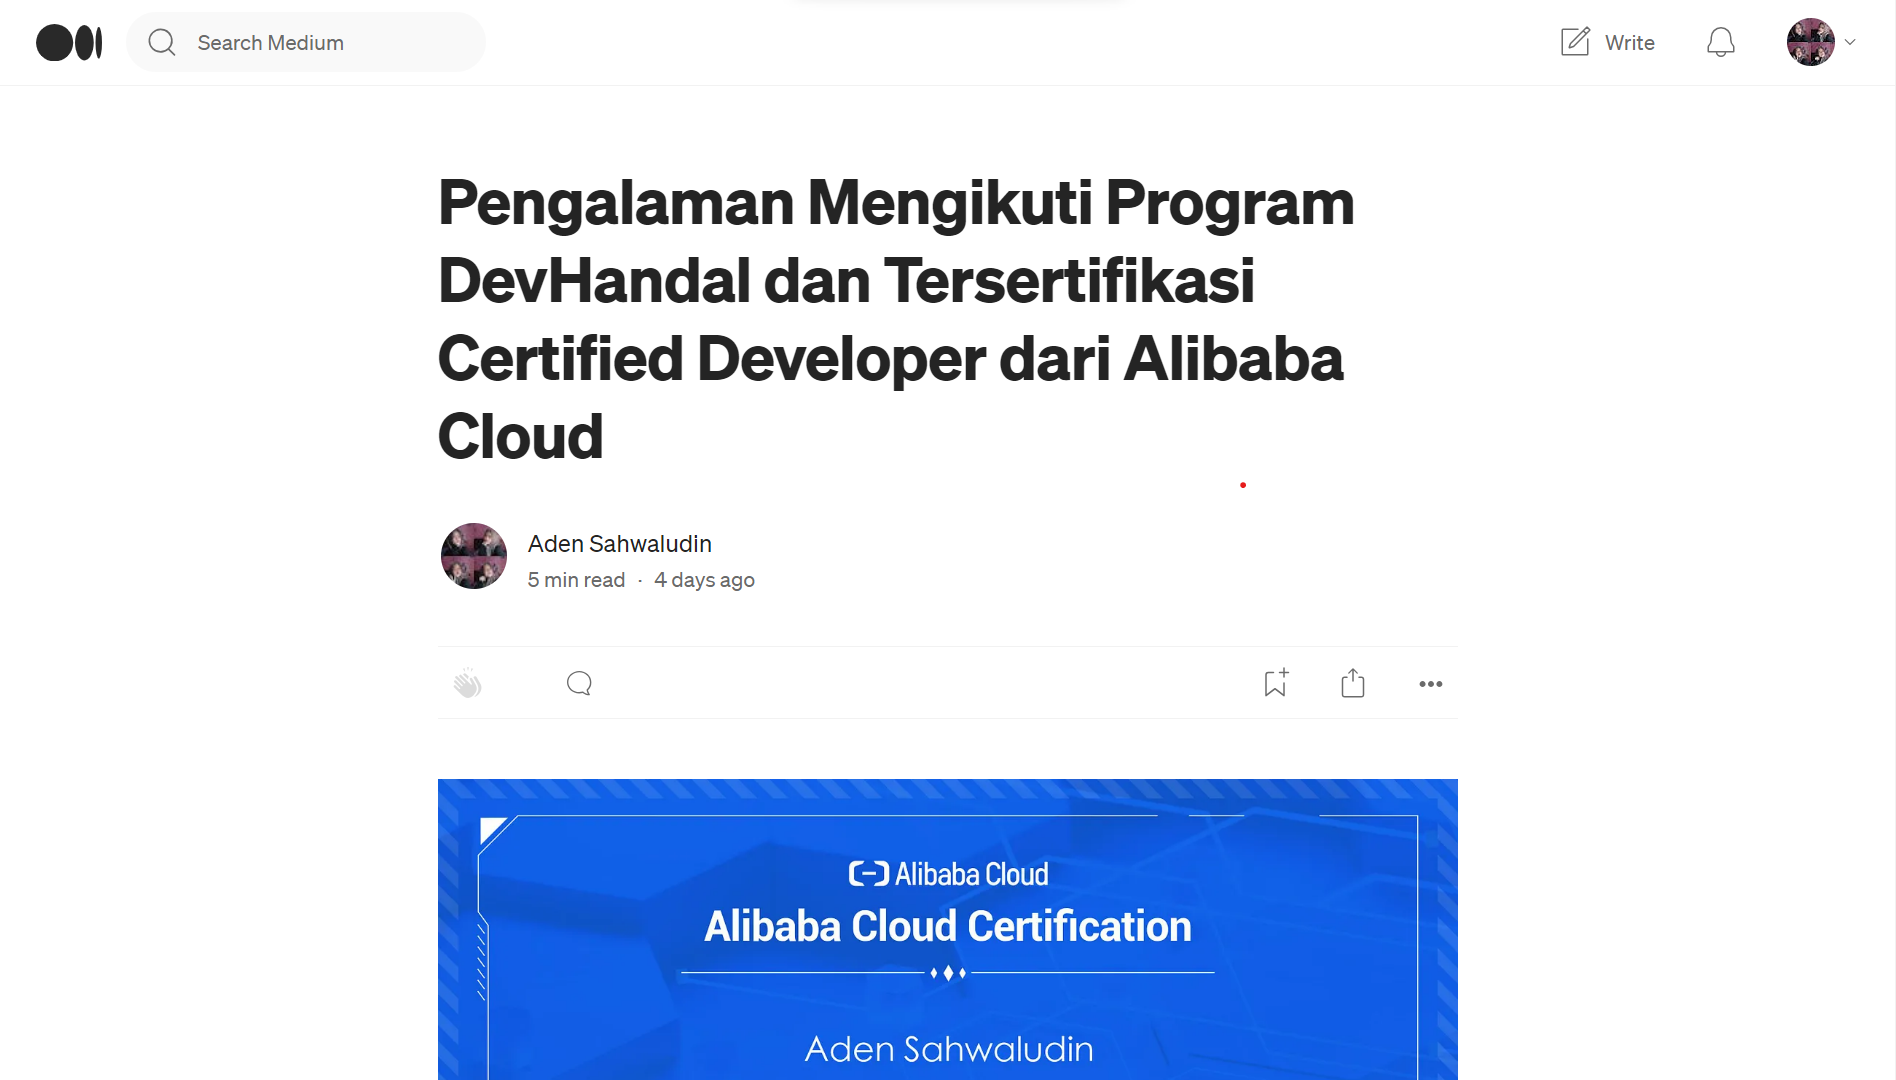 Search Medium
Write
Pengalaman Mengikuti Program
DevHandal dan Tersertifikasi
Certified Developer dari Alibaba
Cloud
Aden Sahwaludin
5 min read · 4 days ago
Alibaba Cloud
Alibaba Cloud Certification
Aden Sahwaludin